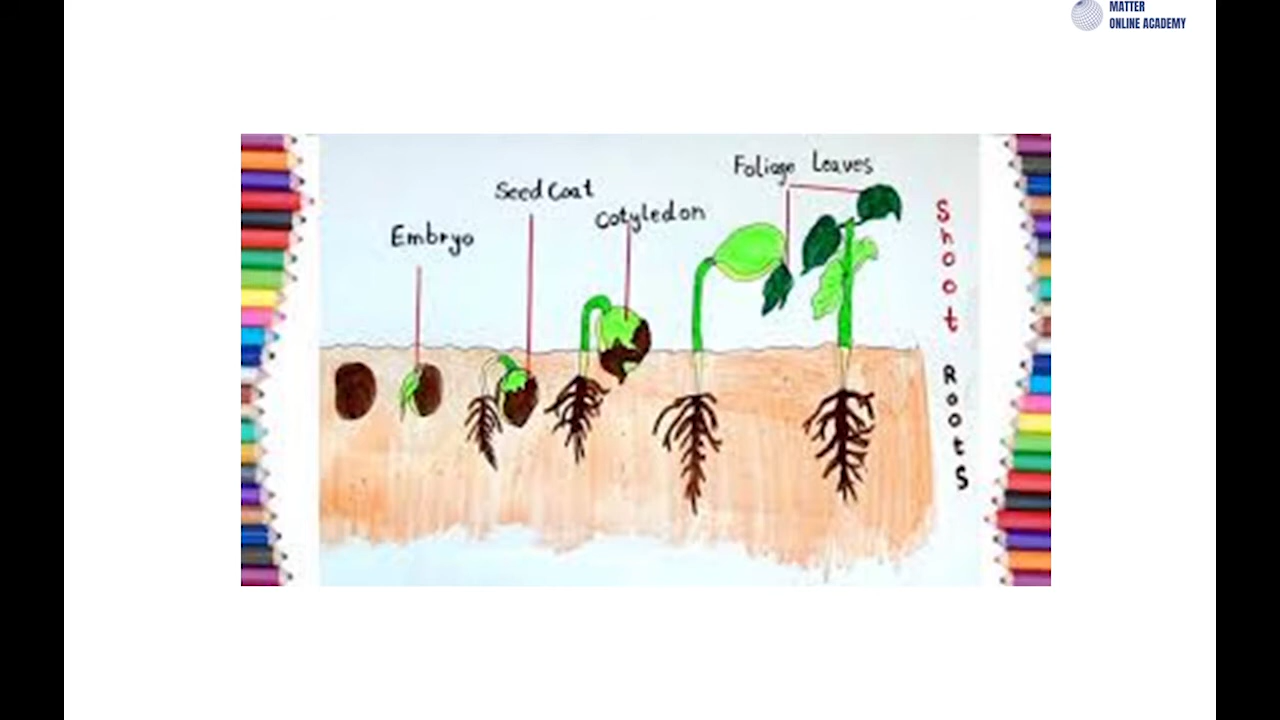 MATTER
ONLINE ACADEMY
Foliage Leaves
Seed Coat
Cotyledon
Embryo
Shoot
Roots